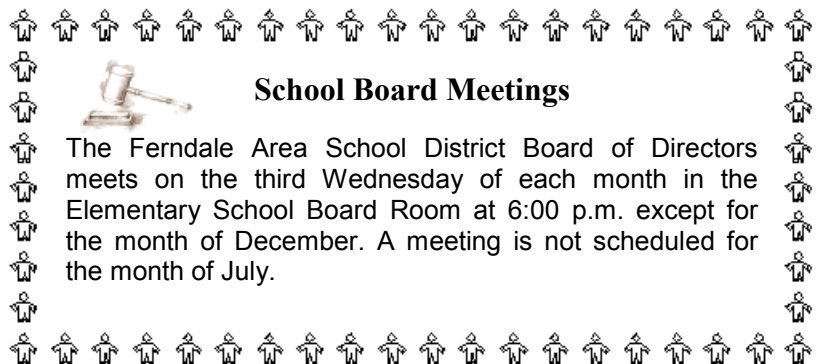 School Board Meetings
The Ferndale Area School District Board of Directors
meets on the third Wednesday of each month in the
Elementary School Board Room at 6:00 p.m. except for
the month of December. A meeting is not scheduled for
the month of July.